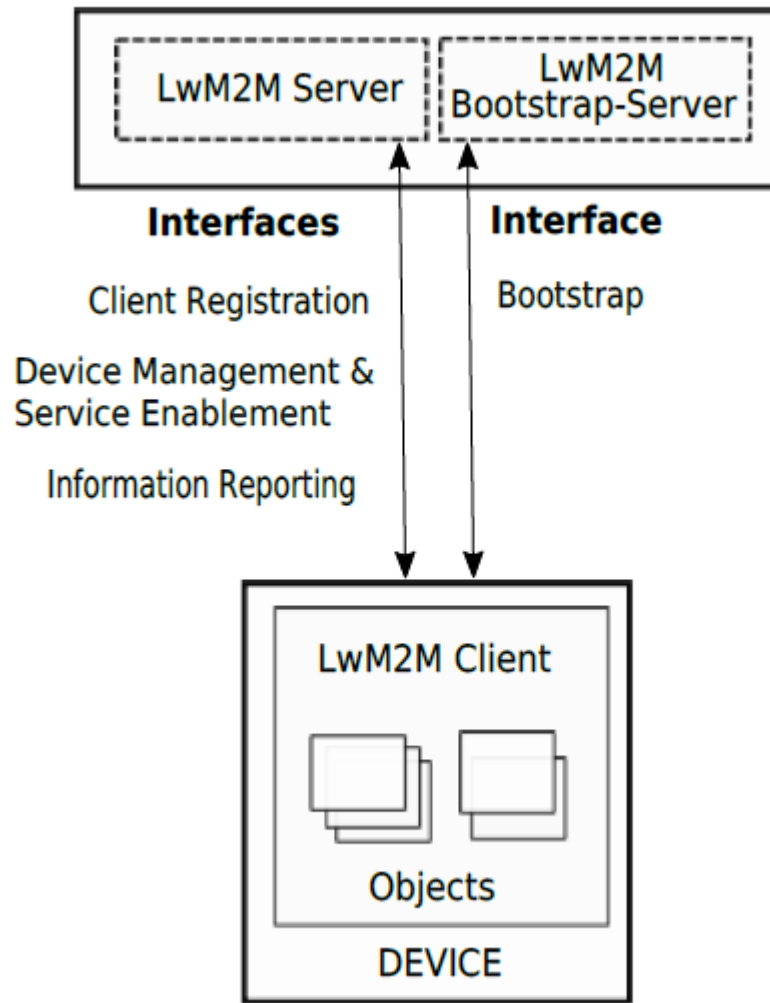 LwM2M Server
LwM2M
Bootstrap-Server
Interfaces
Interface
Client Registration
Bootstrap
Device Management &
Service Enablement
Information Reporting
LwM2M Client
Objects
DEVICE